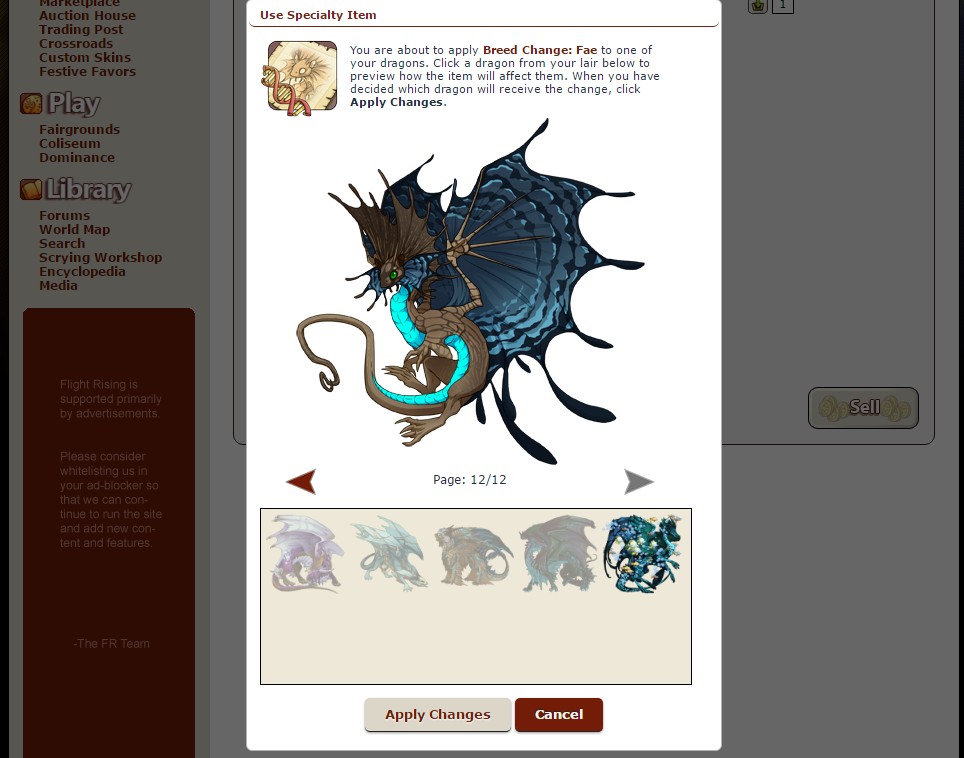 Marketplace
Auction House
Trading Post
Crossroads
Custom Skins
Festive Favors
Play
Fairgrounds
Coliseum
Dominance
Library
Forums
World Map
Search
Scrying Workshop
Encyclopedia
Media
Flight Rising is
supported primarily
by advertisements.
Please consider
whitelisting us in
your ad-blocker so
that we can con-
tinue to run the site
and add new con-
tent and features.
-The FR Team
Use Specialty Item
You are about to apply Breed Change: Fae to one of
your dragons. Click a dragon from your lair below to
preview how the item will affect them. When you have
decided which dragon will receive the change, click
Apply Changes.
Page: 12/12
Apply Changes
Cancel
1
Sell